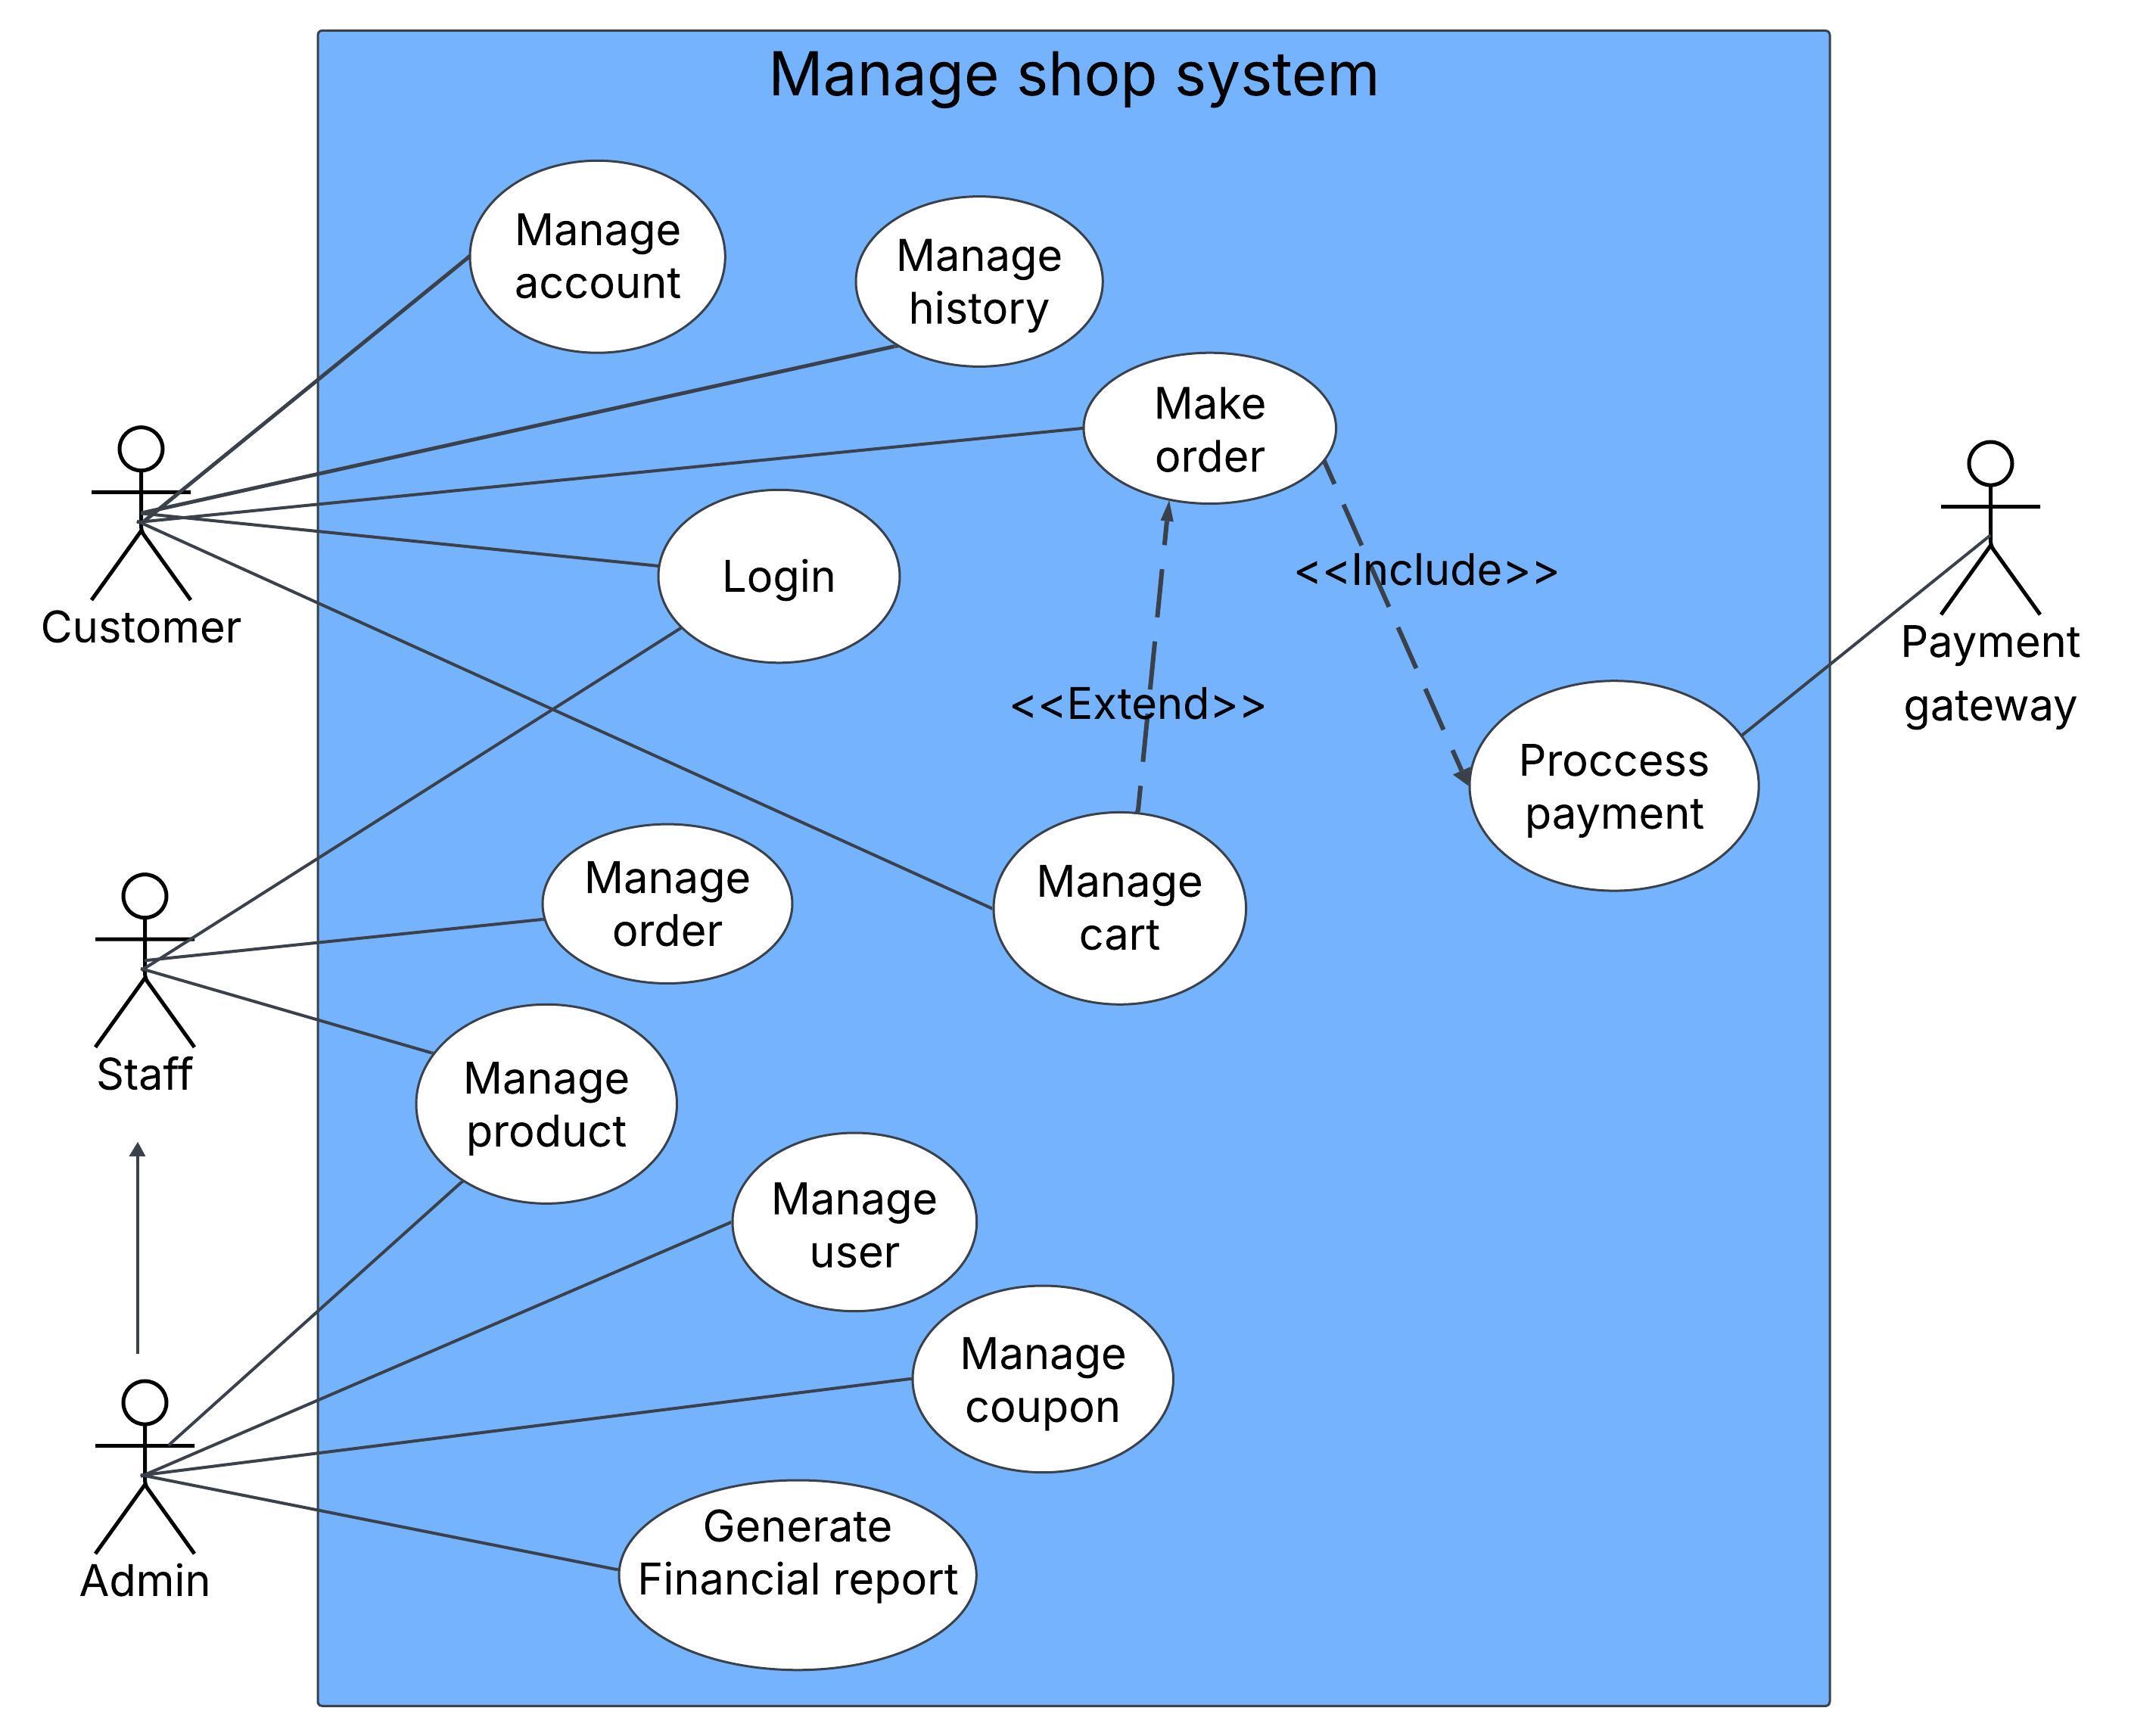 Manage shop system
Manage
account
Manage
history
Make
order
Login
<<Include>>
Customer
Payment
gateway
<<Extend>>
Proccess
payment
Manage
order
Manage
cart
Staff
Manage
product
Manage
user
Manage
coupon
Generate
Financial report
Admin